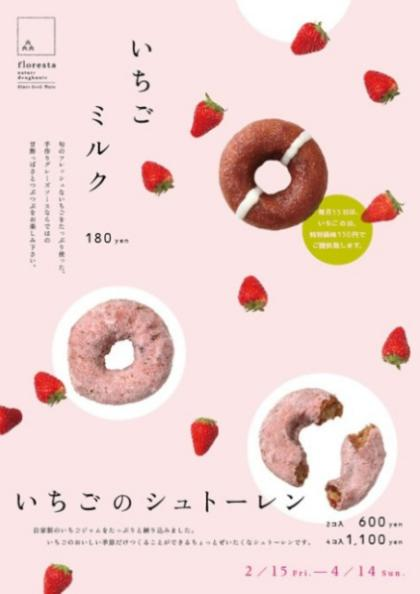 floresta
nature
doughnuts
いちご
ミルク
旬のフレッシュないちごをたっぷり使った、
手作りグレーズソースならではの
甘酸っぱさとつぶつぶをお楽しみ下さい。
180 yen
毎月15日は、
いちごの日。
特別価格150円で
ご提供致します。
いちごのシュトーレン
自家製のいちごジャムをたっぷりと練り込みました。
いちごのおいしい季節だけつくることができるちょっとぜいたくなシュトーレンです。
2コ入 600 yen
4コ入 1,100 yen
2/15 Fri.—4/14 Sun.